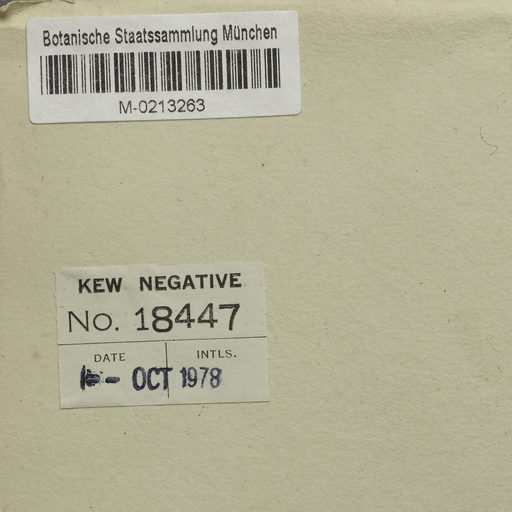 Botanische Staatssammlung München
M-0213263
KEW NEGATIVE
No. 18447
DATE INTLS.
- OCT 1978